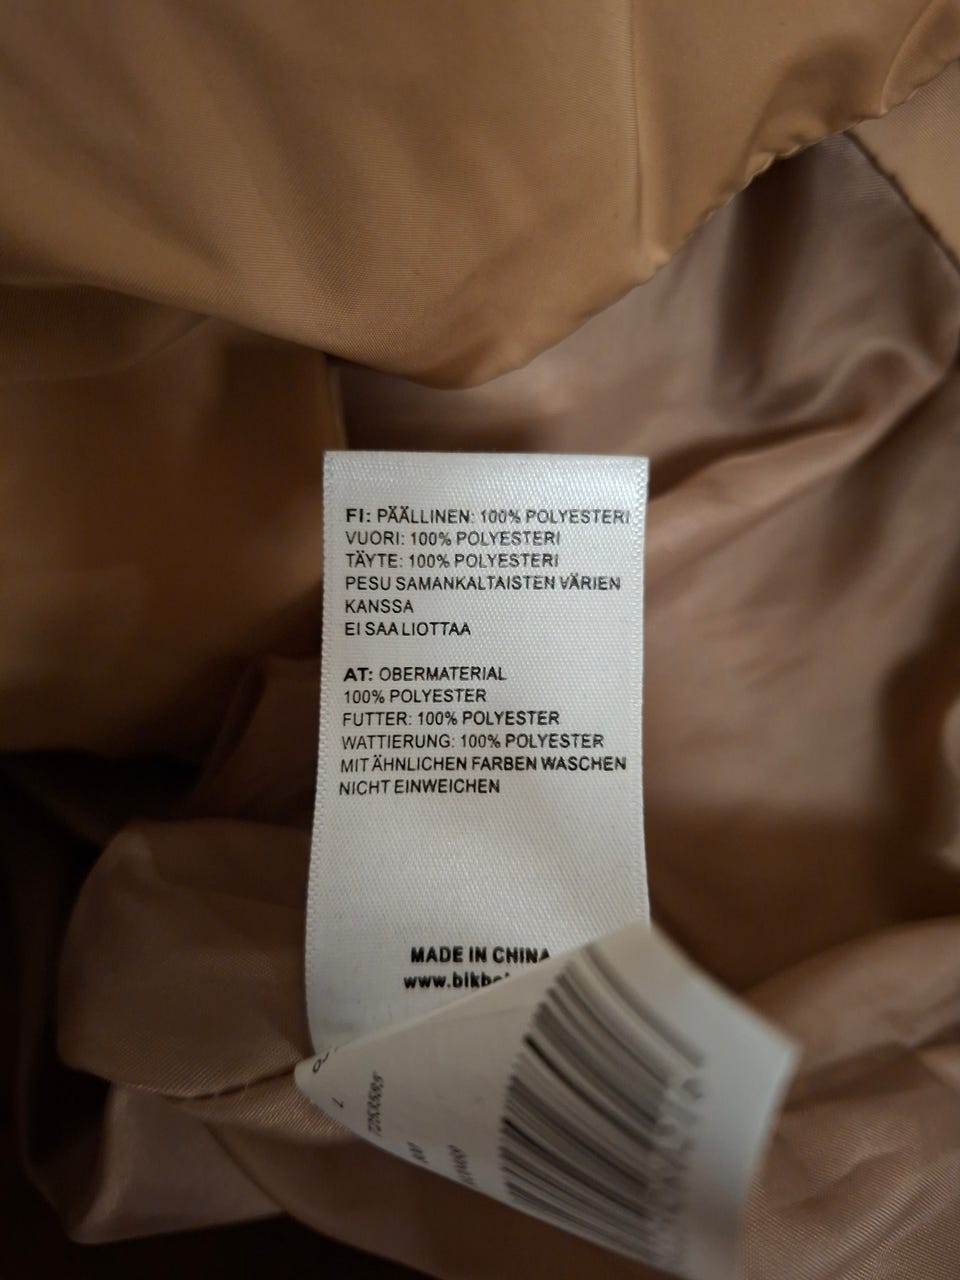 FI: PÄÄLLINEN: 100% POLYESTERI
VUORI: 100% POLYESTERI
TÄYTE: 100% POLYESTERI
PESU SAMANKALTAISTEN VÄRIEN
KANSSA
EI SAA LIOTTAA
AT: OBERMATERIAL
100% POLYESTER
FUTTER: 100% POLYESTER
WATTIERUNG: 100% POLYESTER
MIT ÄHNLICHEN FARBEN WASCHEN
NICHT EINWEICHEN
MADE IN CHINA